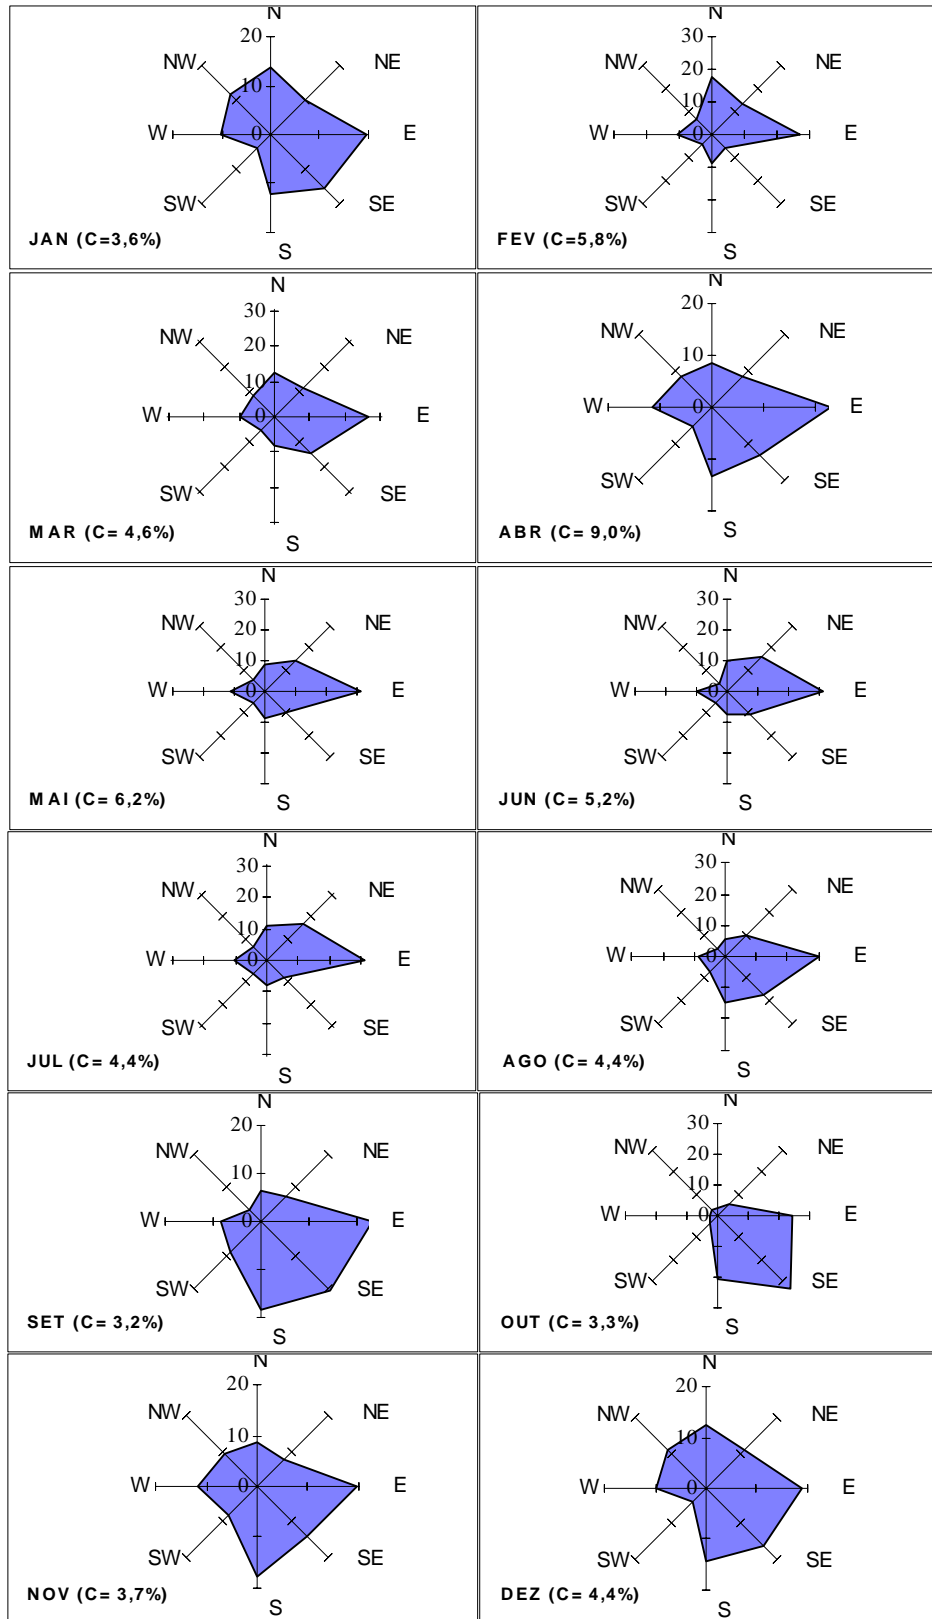 N
20
NW
NE
10
W
0
E
SW
SE
JAN (C=3,6%)
S
N
30
NW
20
NE
10
W
0
E
SW
SE
FEV (C=5,8%)
S
N
30
NW
20
NE
10
W
0
E
SW
SE
MAR (C= 4,6%)
S
N
20
NW
NE
10
W
0
E
SW
SE
ABR (C= 9,0%)
S
N
30
NW
20
NE
10
W
0
E
SW
SE
MAI (C= 6,2%)
S
N
30
NW
20
NE
10
W
0
E
SW
SE
JUN (C= 5,2%)
S
N
30
NW
20
NE
10
W
0
E
SW
SE
JUL (C= 4,4%)
S
N
30
NW
20
NE
10
W
0
E
SW
SE
AGO (C= 4,4%)
S
N
20
NW
NE
10
W
0
E
SW
SE
SET (C= 3,2%)
S
N
30
NW
20
NE
10
W
0
E
SW
SE
OUT (C= 3,3%)
S
N
20
NW
NE
10
W
0
E
SW
SE
NOV (C= 3,7%)
S
N
20
NW
NE
10
W
0
E
SW
SE
DEZ (C= 4,4%)
S